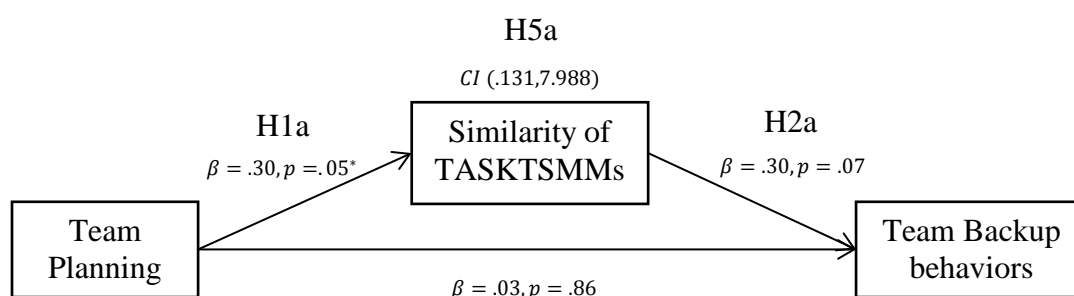 H5a
𝐶𝐼 (.131,7.988)
H1a
𝛽 = .30, 𝑝 =.05*
Similarity of
TASKTSMMs
H2a
𝛽 = .30, 𝑝 = .07
Team
Planning
Team Backup
behaviors
𝛽 = .03, 𝑝 = .86